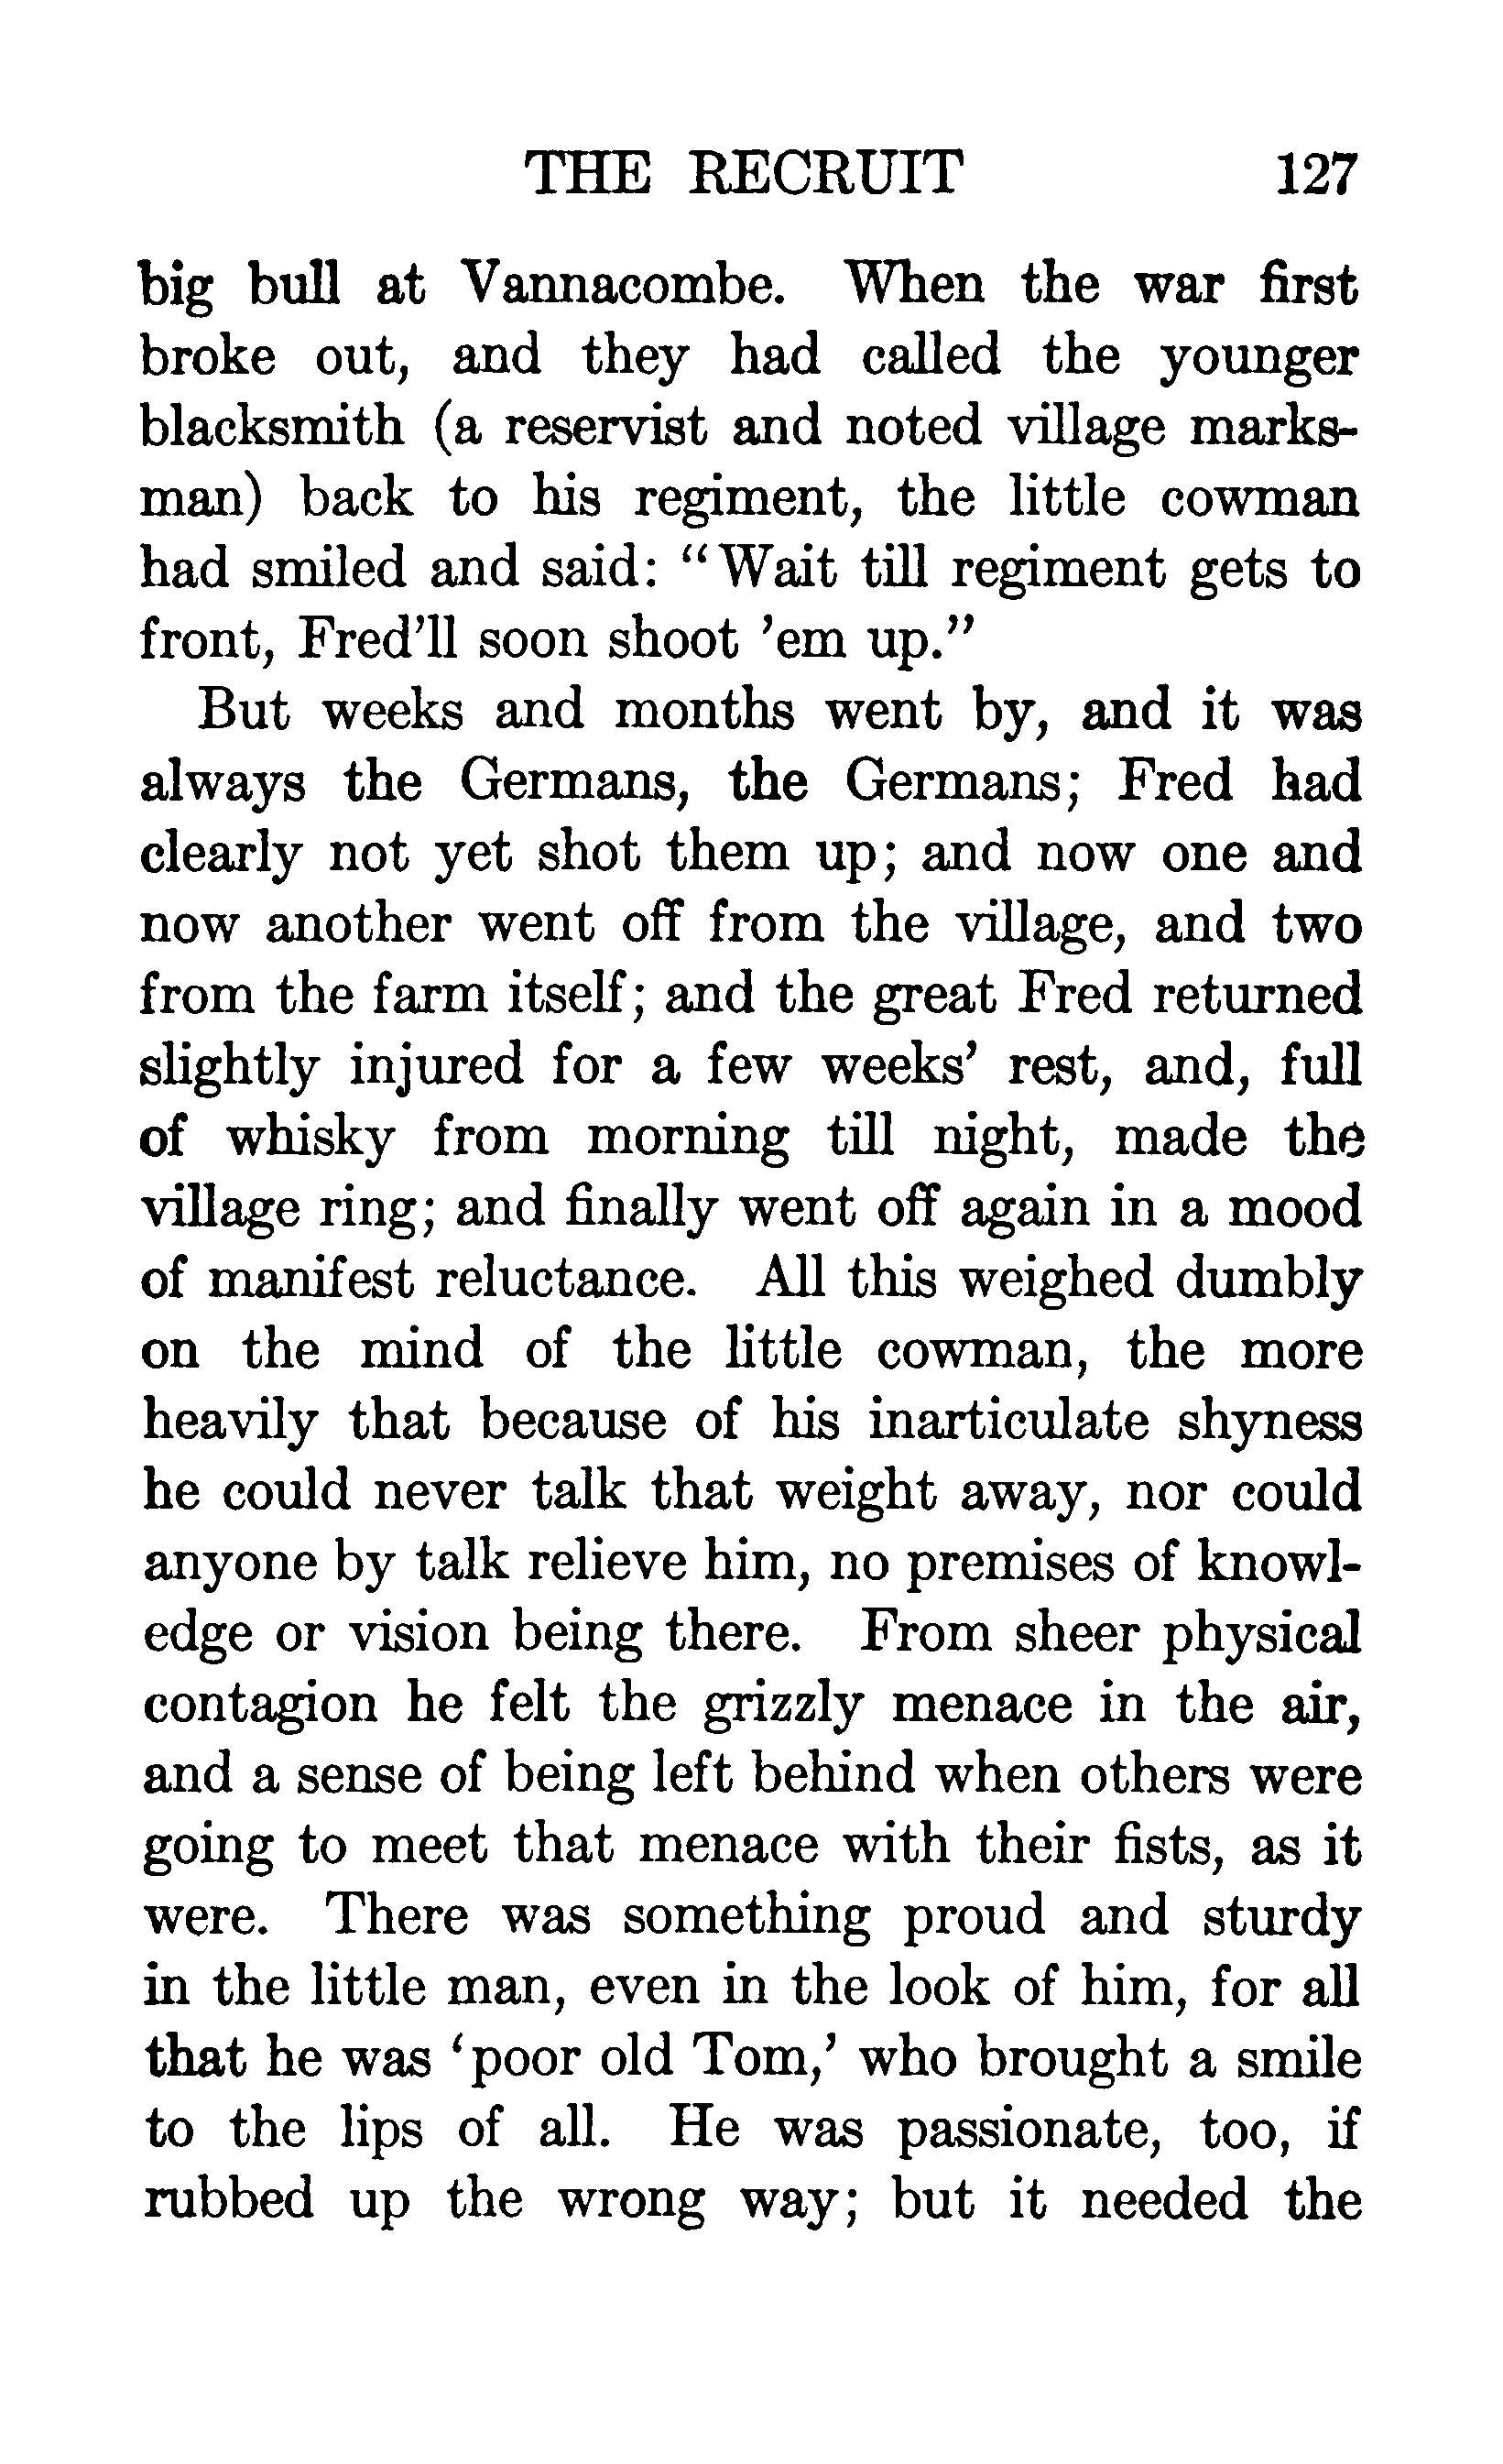 THE RECRUIT 127
big bull at Vannacombe. When the war first
broke out, and they had called the younger
blacksmith (a reservist and noted village marks-
man) back to his regiment, the little cowman
had smiled and said: “Wait till regiment gets to
front, Fred’ll soon shoot ’em up.”
But weeks and months went by, and it was
always the Germans, the Germans; Fred had
clearly not yet shot them up; and now one and
now another went off from the village, and two
from the farm itself; and the great Fred returned
slightly injured for a few weeks’ rest, and, full
of whisky from morning till night, made the
village ring; and finally went off again in a mood
of manifest reluctance. All this weighed dumbly
on the mind of the little cowman, the more
heavily that because of his inarticulate shyness
he could never talk that weight away, nor could
anyone by talk relieve him, no premises of knowl-
edge or vision being there. From sheer physical
contagion he felt the grizzly menace in the air,
and a sense of being left behind when others were
going to meet that menace with their fists, as it
were. There was something proud and sturdy
in the little man, even in the look of him, for all
that he was ‘poor old Tom,’ who brought a smile
to the lips of all. He was passionate, too, if
rubbed up the wrong way; but it needed the